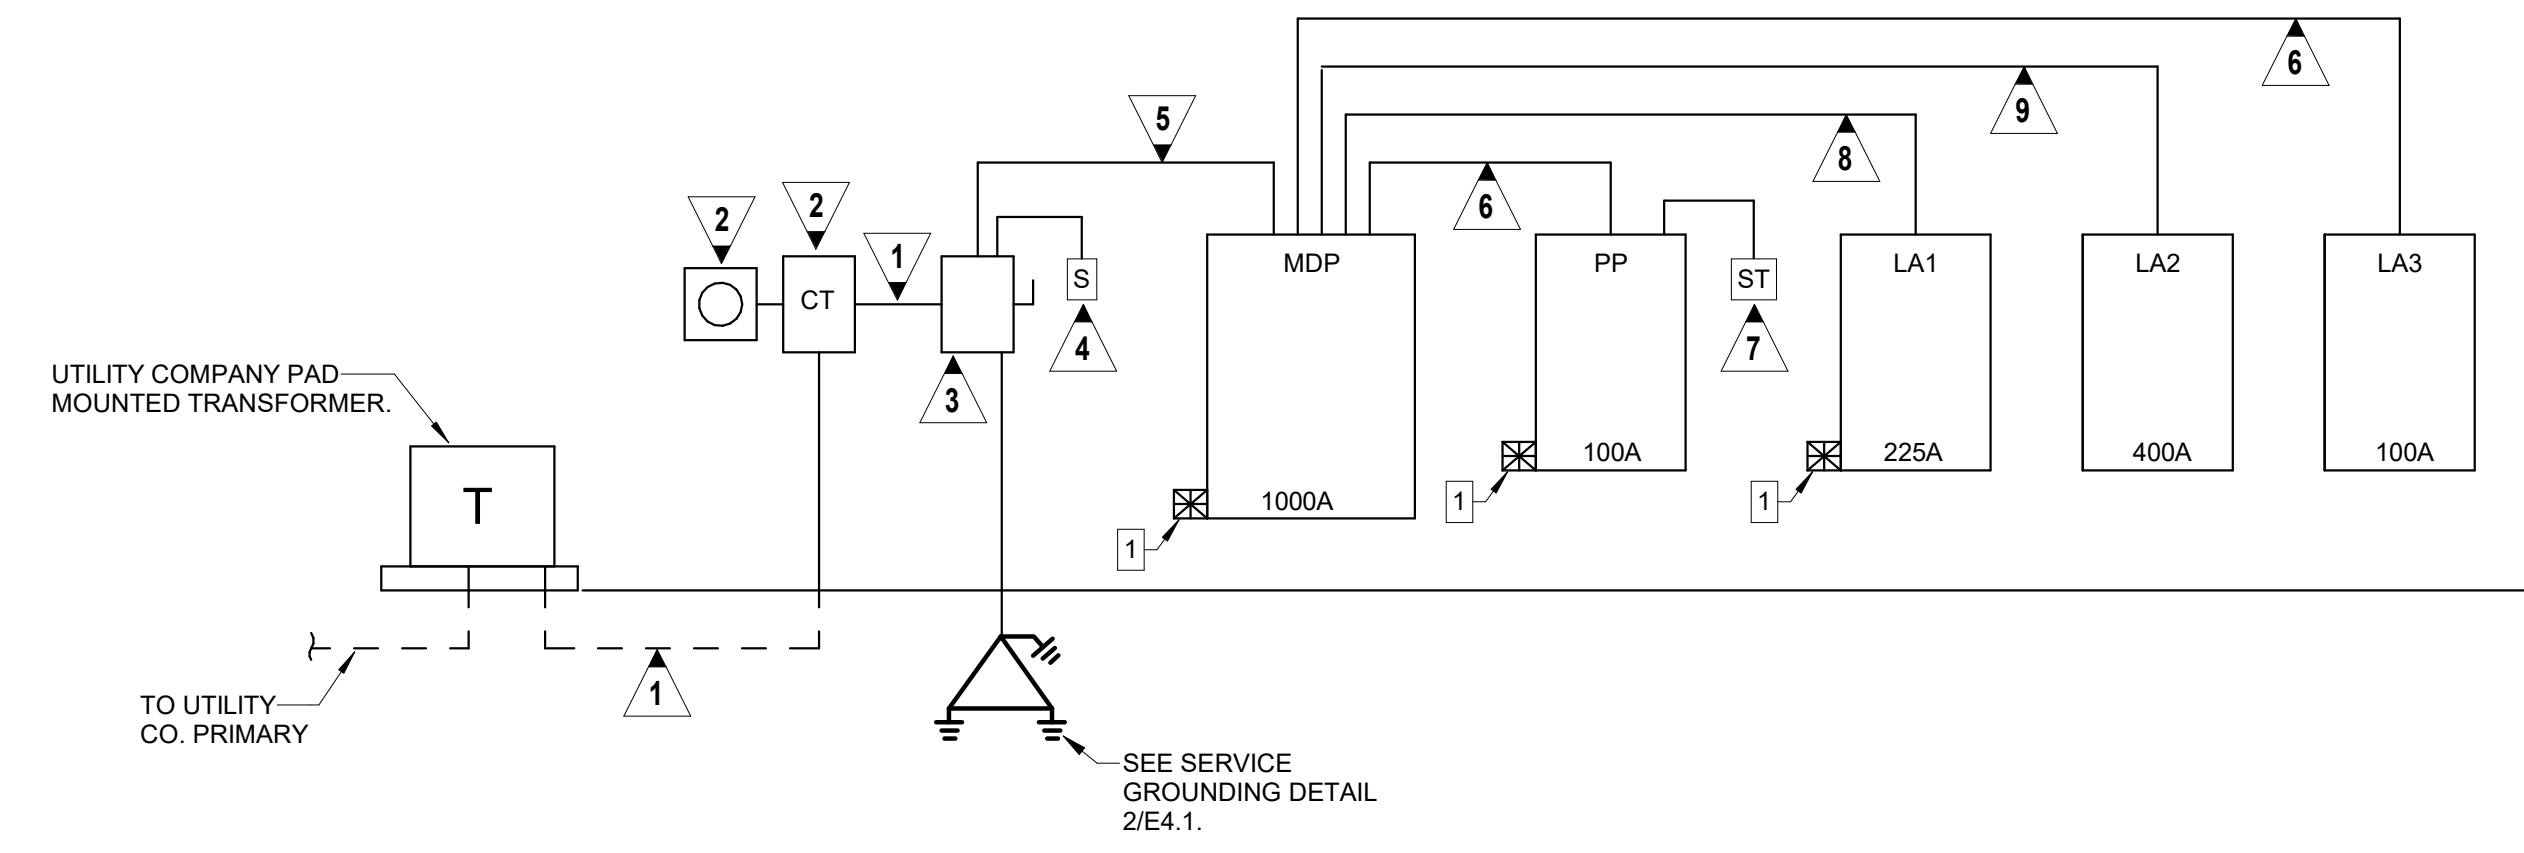 6
9
5
8
6
2
2
1
MDP
PP
LA1
LA2
LA3
S
ST
CT
4
7
3
UTILITY COMPANY PAD
MOUNTED TRANSFORMER.
100A
225A
400A
100A
T
1000A
1
1
1
1
TO UTILITY
CO. PRIMARY
SEE SERVICE
GROUNDING DETAIL
2/E4.1.